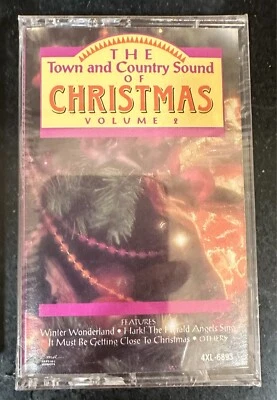 THE
Town and Country Sound
OF
CHRISTMAS
VOLUME 2
FEATURES
Winter Wonderland • Hark! The Herald Angels Sing
It Must Be Getting Close To Christmas • OTHERS
4XL-6893